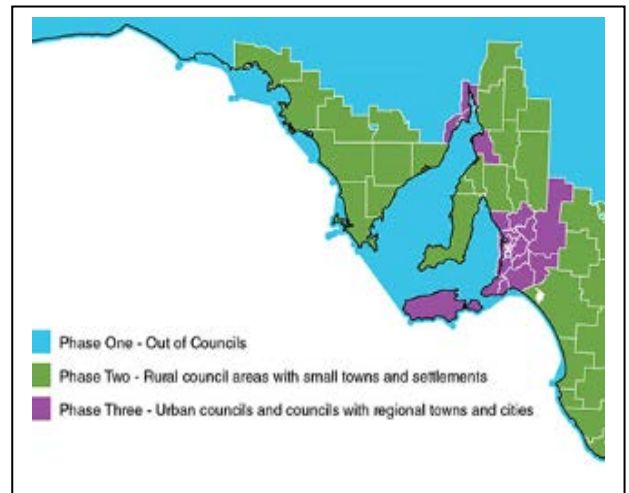 Phase One - Out of Councils
Phase Two - Rural council areas with small towns and settlements
Phase Three - Urban councils and councils with regional towns and cities